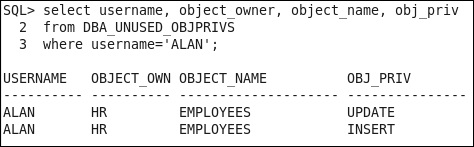 SQL> select username, object_owner, object_name, obj_priv
  2  from DBA_UNUSED_OBJPRIVS
  3  where username='ALAN';
USERNAME   OBJECT_OWN OBJECT_NAME          OBJ_PRIV
---------- ---------- -------------------- ---------------
ALAN       HR         EMPLOYEES            UPDATE
ALAN       HR         EMPLOYEES            INSERT